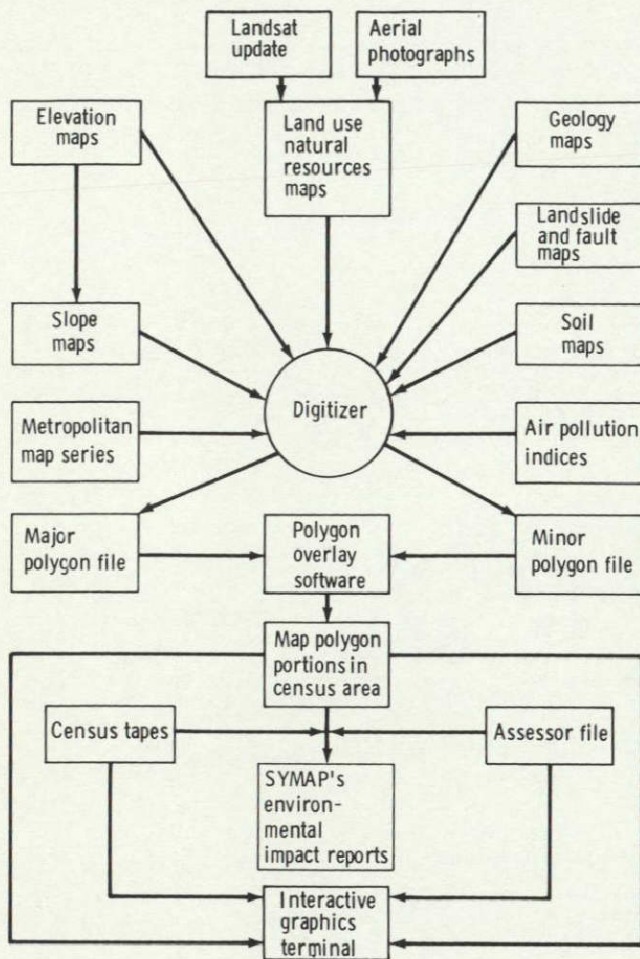 Landsat
update
Aerial
photographs
Elevation
maps
Land use
natural
resources
maps
Geology
maps
Landslide
and fault
maps
Slope
maps
Soil
maps
Digitizer
Metropolitan
map series
Air pollution
indices
Major
polygon file
Polygon
overlay
software
Minor
polygon file
Map polygon
portions in
census area
Census tapes
Assessor file
SYMAP's
environ-
mental
impact reports
Interactive
graphics
terminal